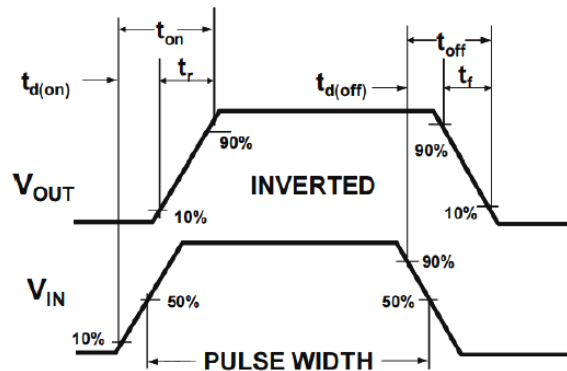 t_on
t_off
t_d(on)
t_r
t_d(off)
t_f
90%
90%
V_OUT
INVERTED
10%
10%
90%
V_IN
50%
50%
10%
PULSE WIDTH